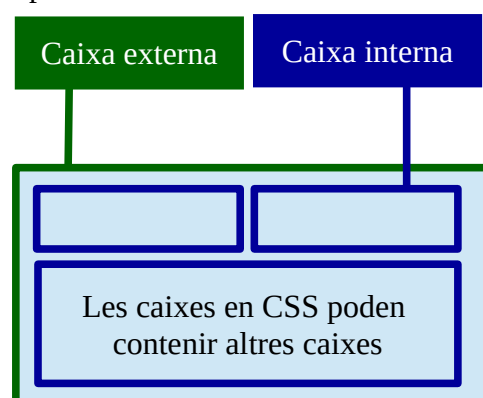 Caixa externa
Caixa interna
Les caixes en CSS poden
contenir altres caixes